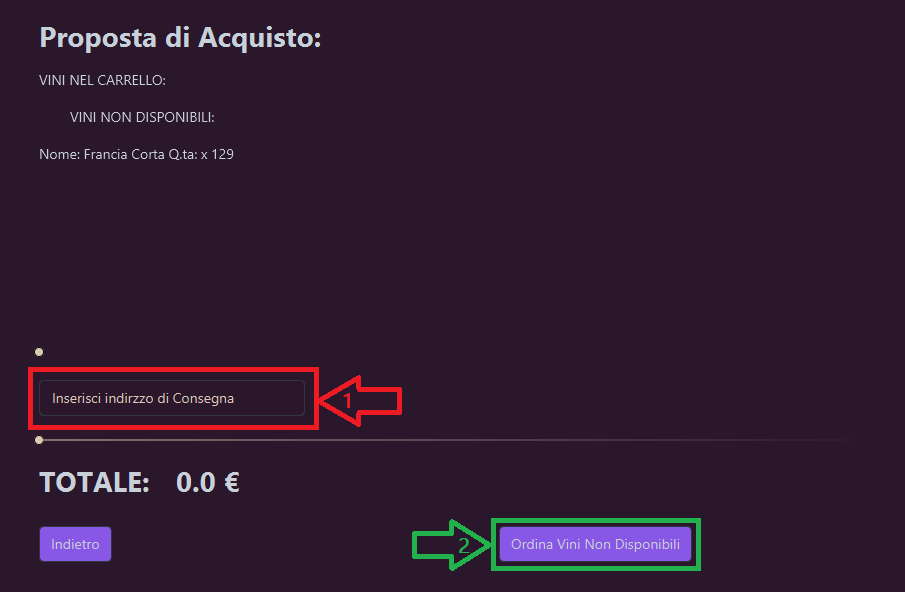 Proposta di Acquisto:
VINI NEL CARRELLO:
VINI NON DISPONIBILI:
Nome: Francia Corta Q.ta: x 129
Inserisci indirzzo di Consegna
1
TOTALE: 0.0 €
Indietro
2
Ordina Vini Non Disponibili